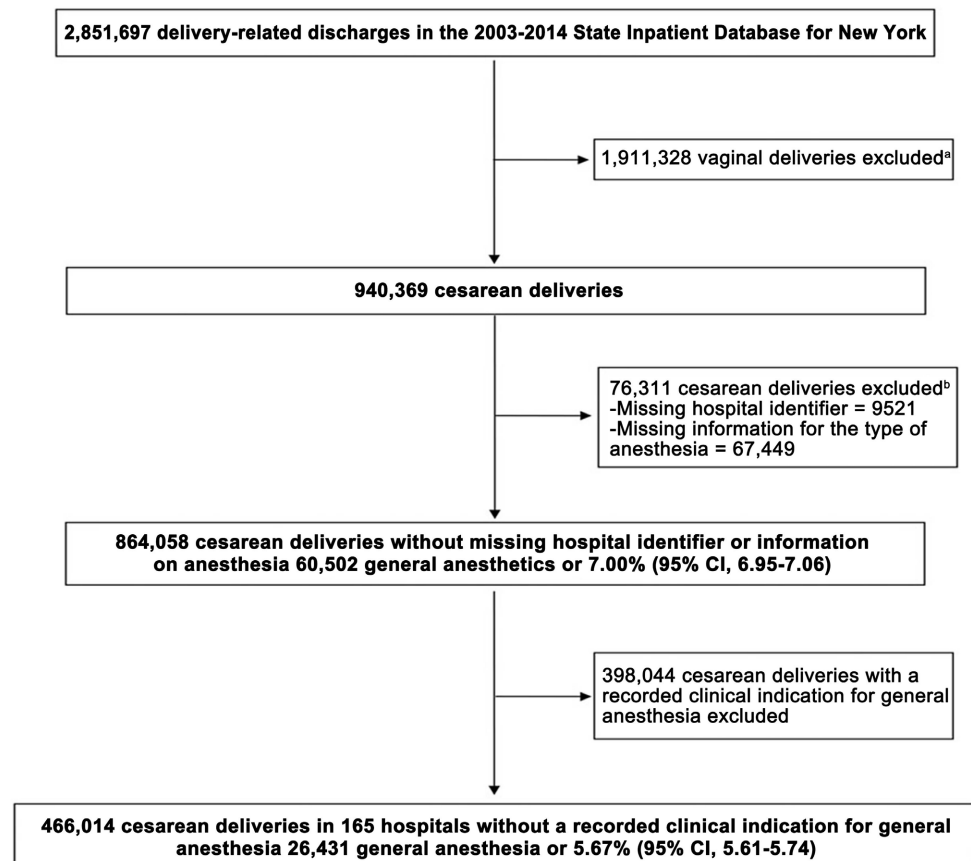 2,851,697 delivery-related discharges in the 2003-2014 State Inpatient Database for New York
1,911,328 vaginal deliveries excludedᵃ
940,369 cesarean deliveries
76,311 cesarean deliveries excludedᵇ
-Missing hospital identifier = 9521
-Missing information for the type of
anesthesia = 67,449
864,058 cesarean deliveries without missing hospital identifier or information
on anesthesia 60,502 general anesthetics or 7.00% (95% CI, 6.95-7.06)
398,044 cesarean deliveries with a
recorded clinical indication for general
anesthesia excluded
466,014 cesarean deliveries in 165 hospitals without a recorded clinical indication for general
anesthesia 26,431 general anesthesia or 5.67% (95% CI, 5.61-5.74)